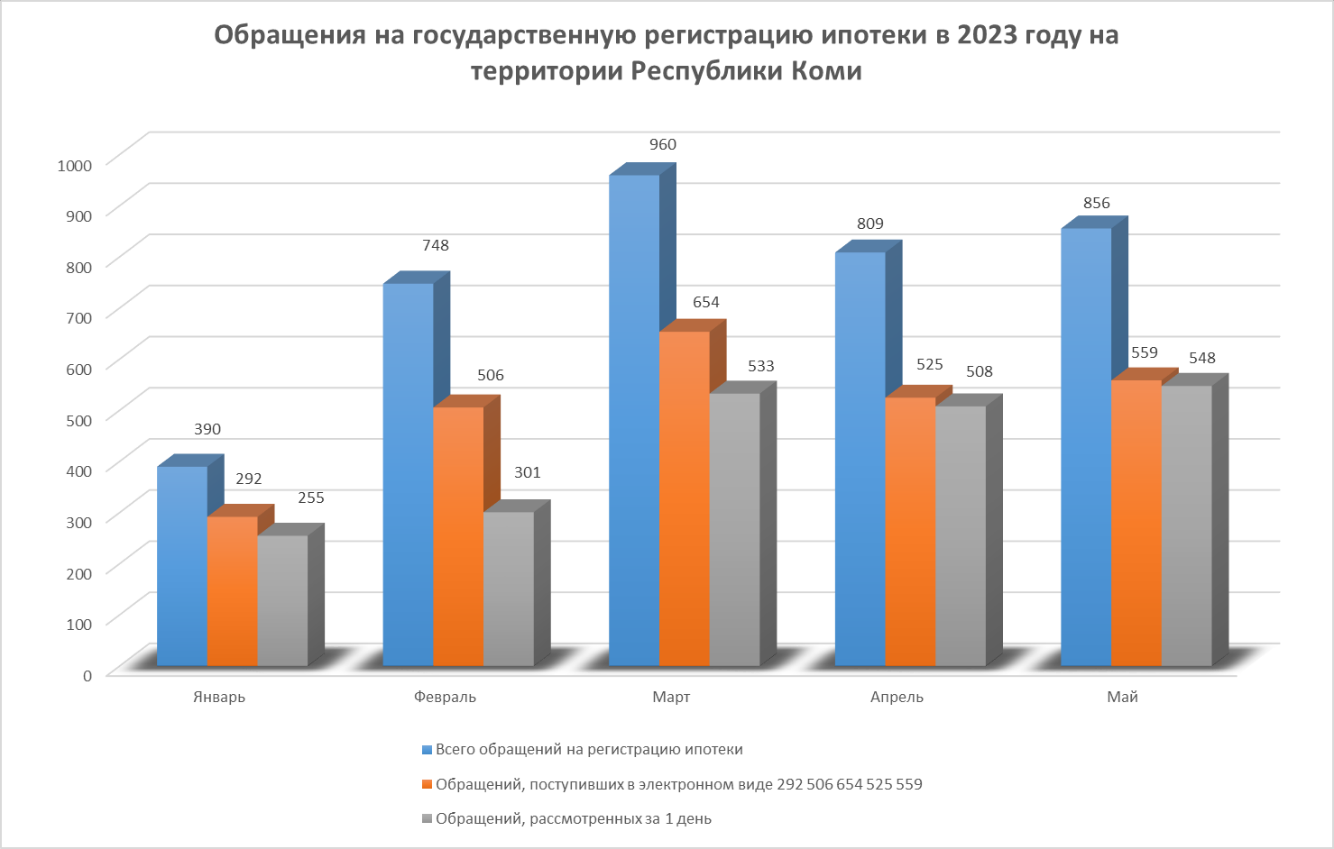 Обращения на государственную регистрацию ипотеки в 2023 году на
территории Республики Коми
1000
900
800
700
600
500
400
300
200
100
0
390
292
255
748
506
301
960
654
533
809
525
508
856
559
548
Январь
Февраль
Март
Апрель
Май
Всего обращений на регистрацию ипотеки
Обращений, поступивших в электронном виде 292 506 654 525 559
Обращений, рассмотренных за 1 день